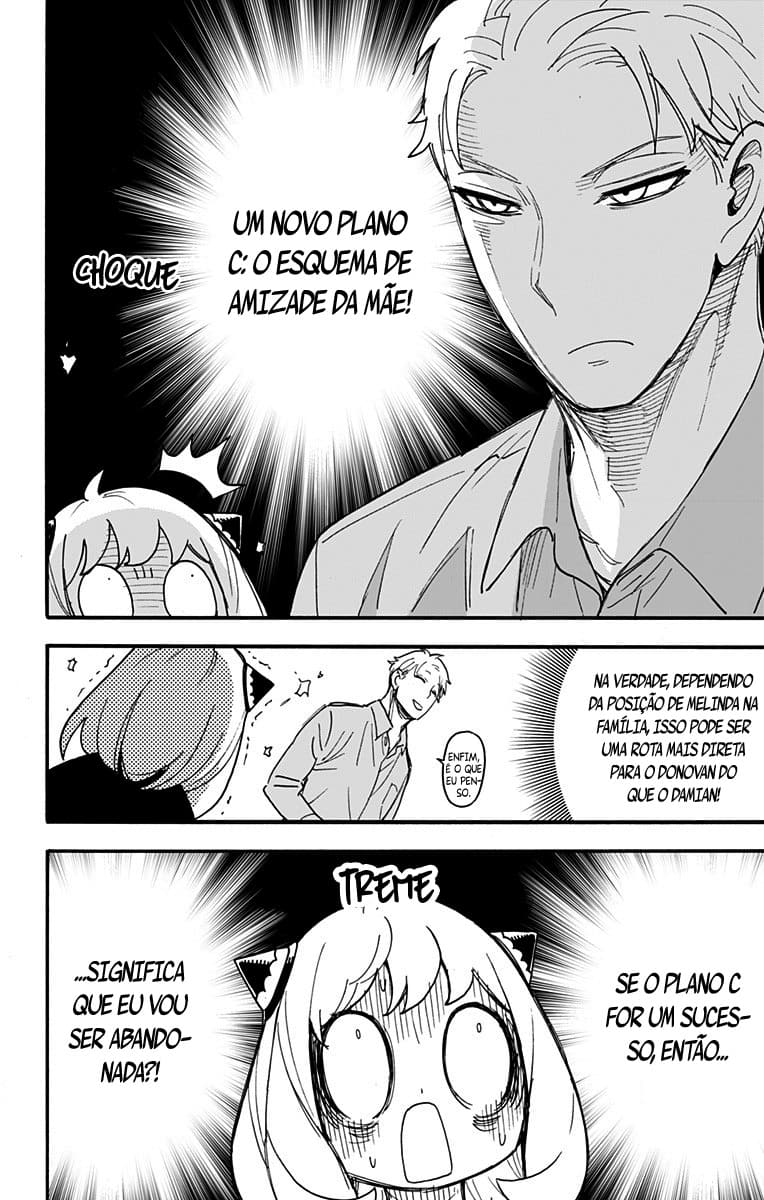 UM NOVO PLANO
C: O ESQUEMA DE
AMIZADE DA MÃE!
CHOQUE
NA VERDADE, DEPENDENDO
DA POSIÇÃO DE MELINDA NA
FAMÍLIA, ISSO PODE SER
UMA ROTA MAIS DIRETA
PARA O DONOVAN DO
QUE O DAMIAN!
ENFIM,
É O QUE
EU PEN-
SO.
TREME
SE O PLANO C
FOR UM SUCES-
SO, ENTÃO...
...SIGNIFICA
QUE EU VOU
SER ABANDO-
NADA?!